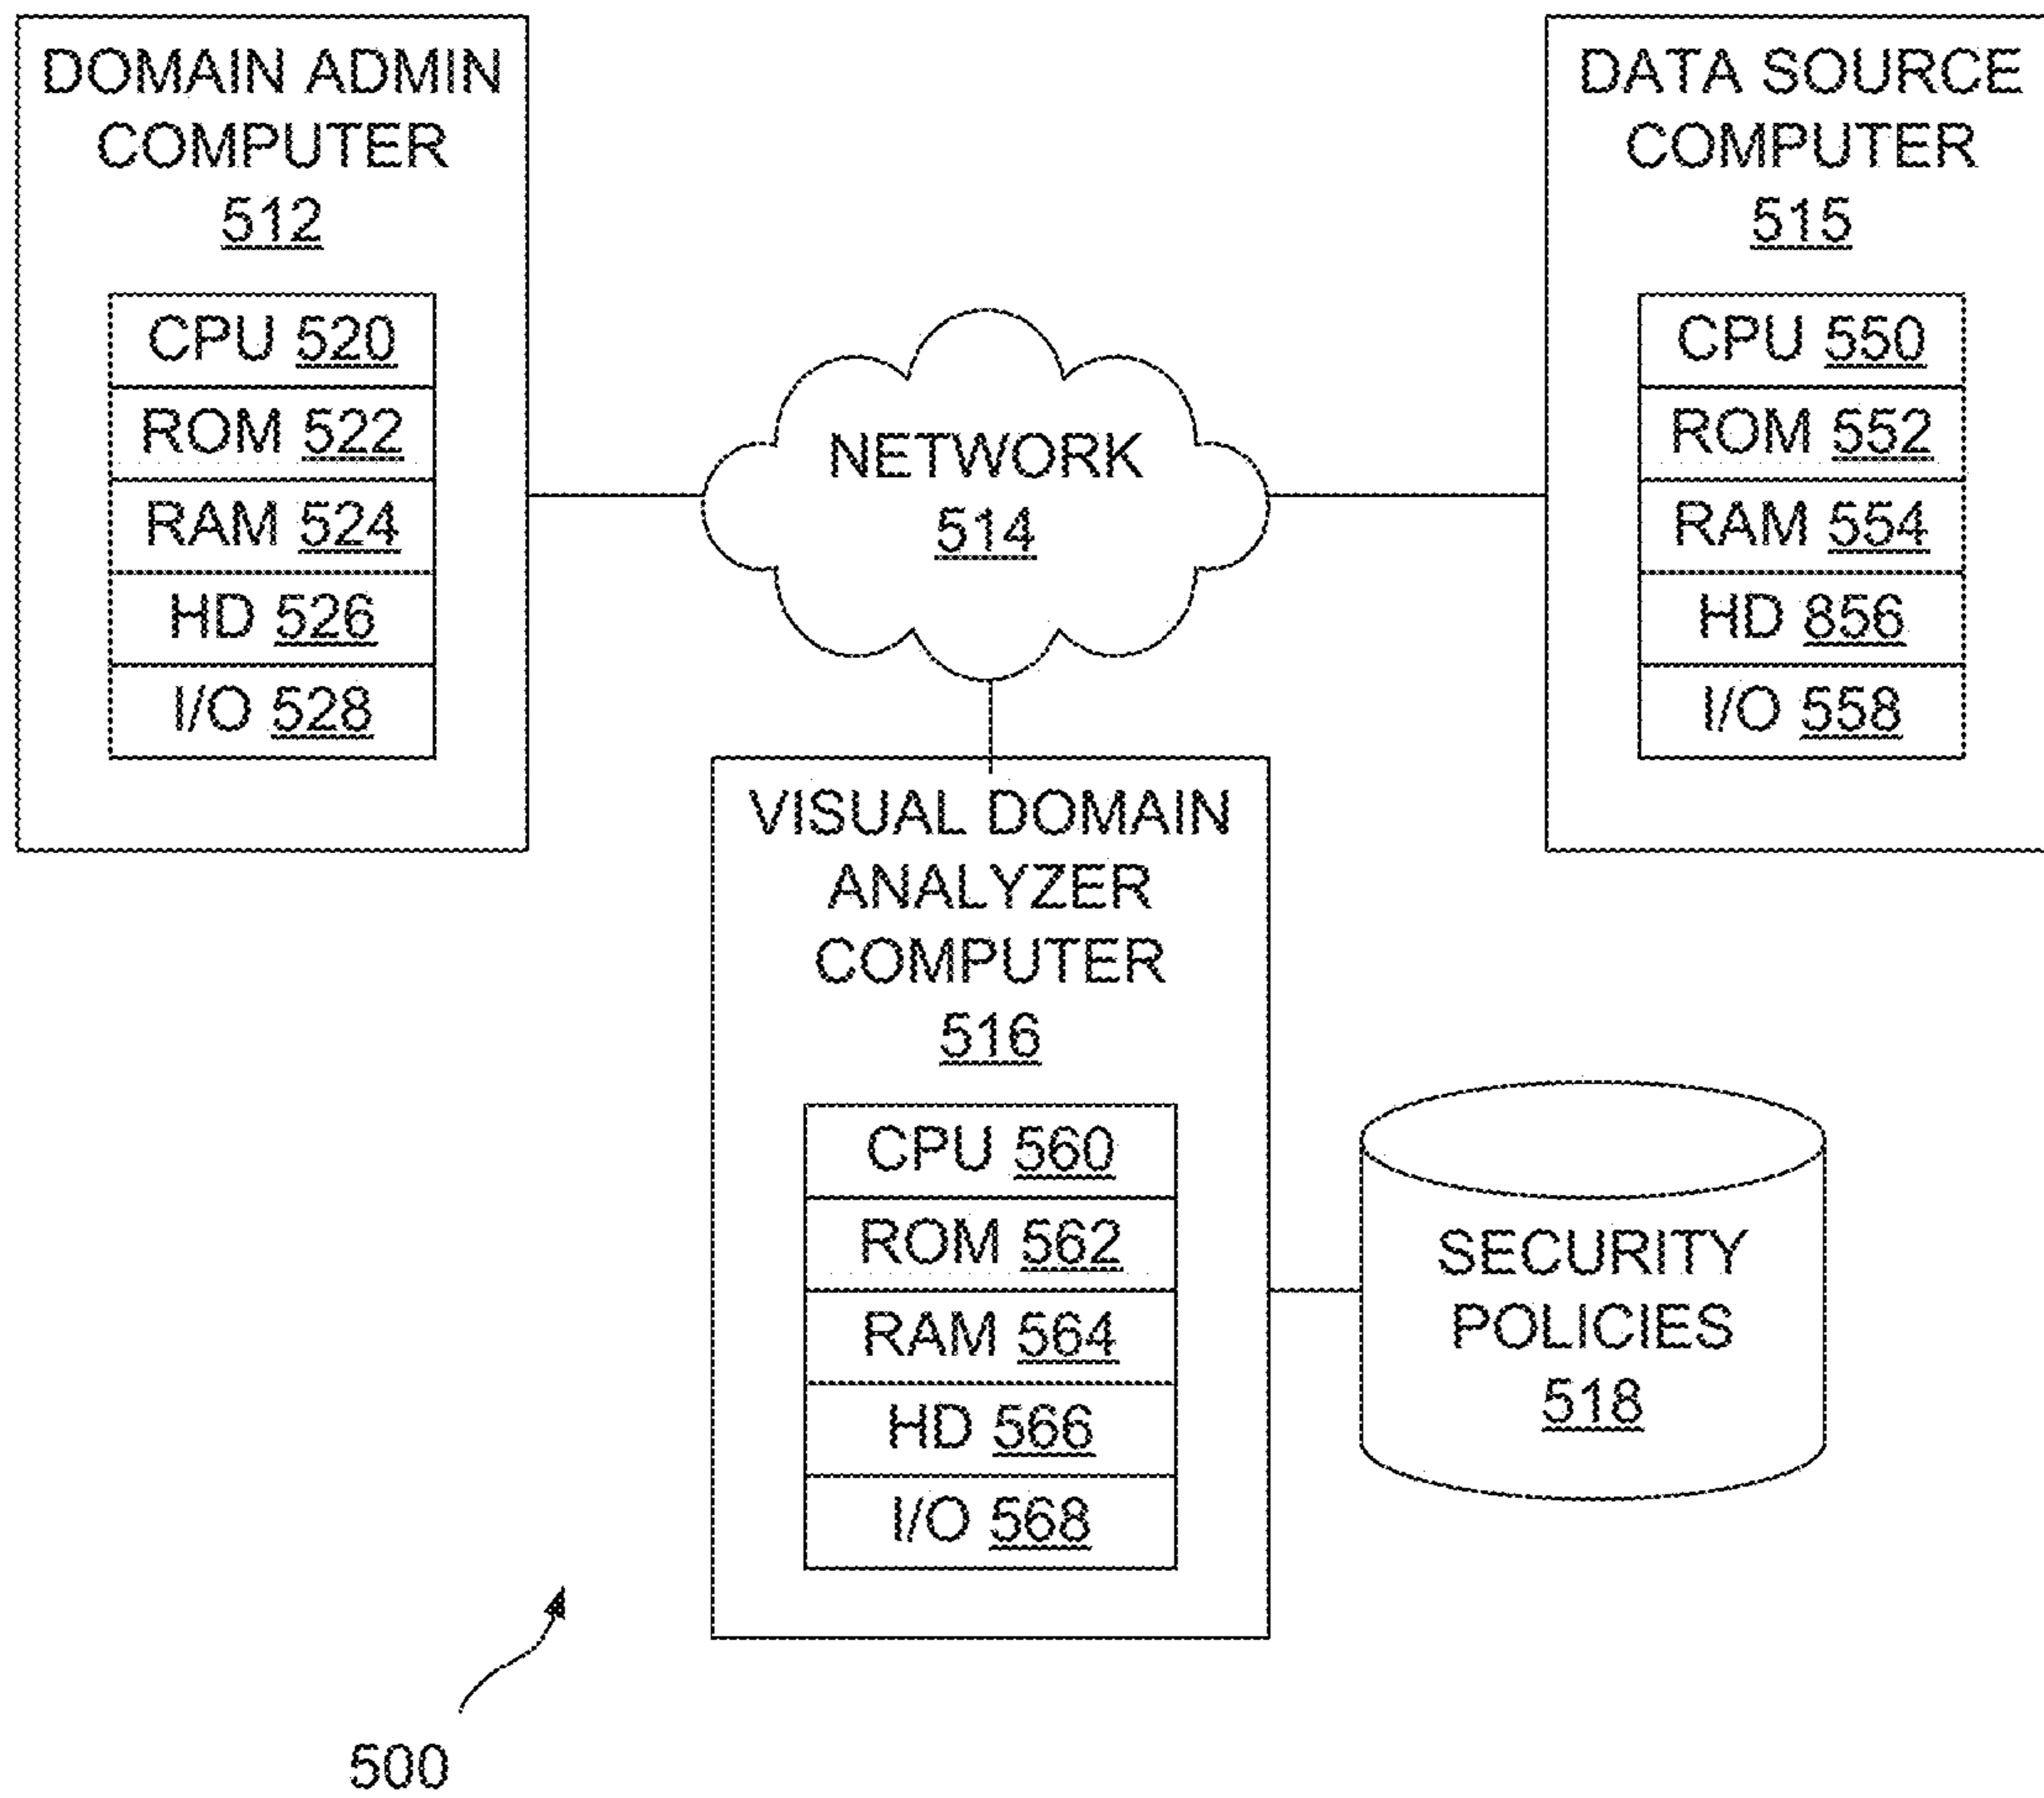 DOMAIN ADMIN
COMPUTER
512
CPU 520
ROM 522
RAM 524
HD 526
I/O 528
NETWORK
514
DATA SOURCE
COMPUTER
515
CPU 550
ROM 552
RAM 554
HD 856
I/O 558
VISUAL DOMAIN
ANALYZER
COMPUTER
516
CPU 560
ROM 562
RAM 564
HD 566
I/O 568
SECURITY
POLICIES
518
500